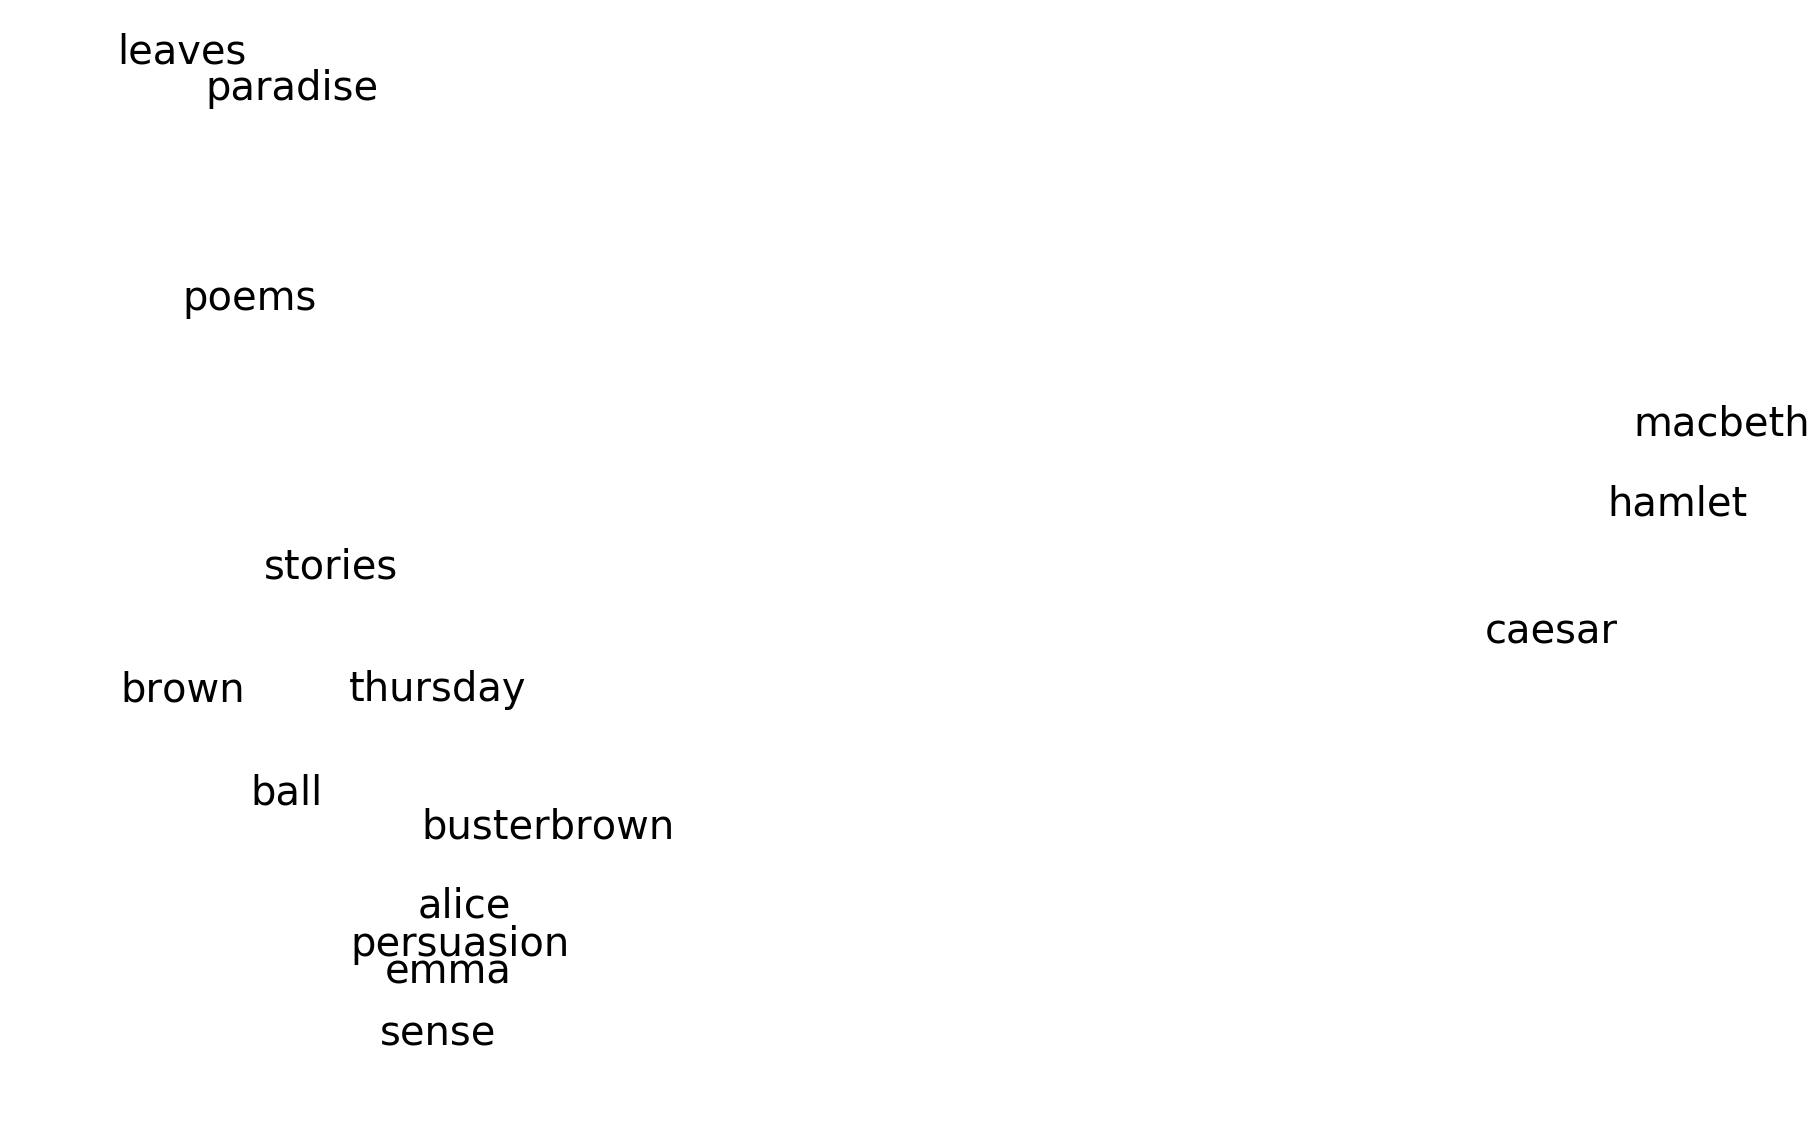 leaves
paradise
poems
macbeth
hamlet
stories
caesar
brown thursday
ball
busterbrown
alice
persuasion
emma
sense